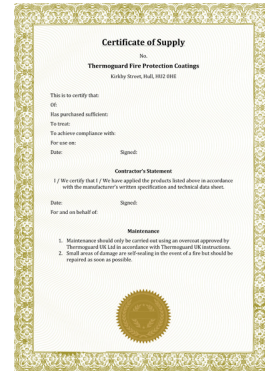 Certificate of Supply
No.
Thermoguard Fire Protection Coatings
Kirkby Street, Hull, HU2 0HE
This is to certify that:
Of:
Has purchased sufficient:
To treat:
To achieve compliance with:
For use on:
Date: Signed:
Contractor's Statement
I / We certify that I / We have applied the products listed above in accordance
with the manufacturer's written specification and technical data sheet.
Date: Signed:
For and on behalf of:
Maintenance
1. Maintenance should only be carried out using an overcoat approved by
Thermoguard UK Ltd in accordance with Thermoguard UK instructions.
2. Small areas of damage are self-sealing in the event of a fire but should be
repaired as soon as possible.